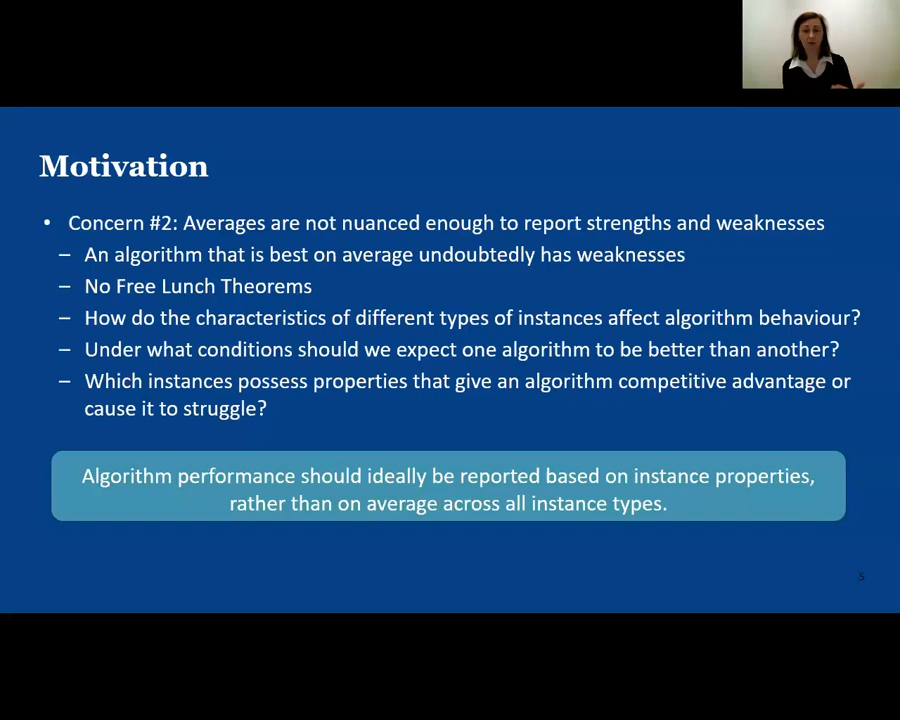 Motivation
• Concern #2: Averages are not nuanced enough to report strengths and weaknesses
– An algorithm that is best on average undoubtedly has weaknesses
– No Free Lunch Theorems
– How do the characteristics of different types of instances affect algorithm behaviour?
– Under what conditions should we expect one algorithm to be better than another?
– Which instances possess properties that give an algorithm competitive advantage or
cause it to struggle?
Algorithm performance should ideally be reported based on instance properties,
rather than on average across all instance types.
5